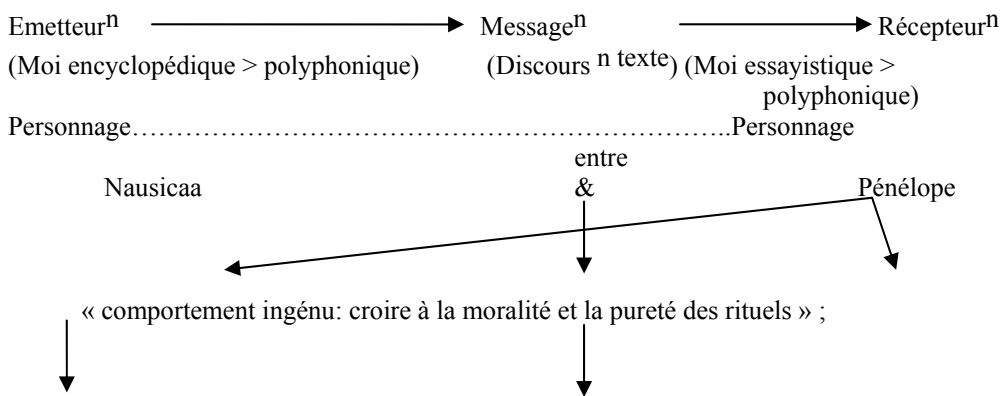 Emetteurⁿ Messageⁿ Récepteurⁿ
(Moi encyclopédique > polyphonique) (Discours ⁿ ᵗᵉˣᵗᵉ) (Moi essayistique >
polyphonique)
Personnage……………………………………………………………..Personnage
entre
Nausicaa & Pénélope
« comportement ingénu: croire à la moralité et la pureté des rituels » ;